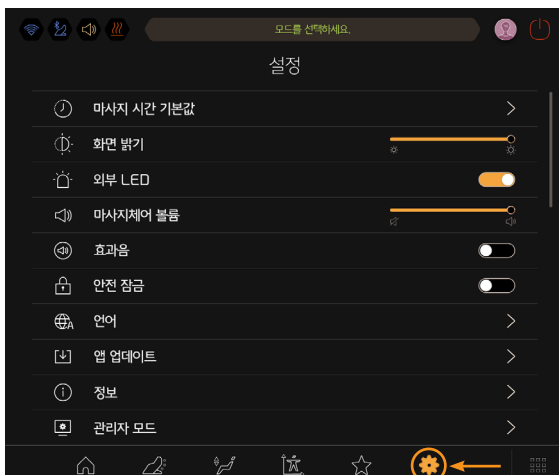 모드를 선택하세요.
설정
마사지 시간 기본값
화면 밝기
외부 LED
마사지체어 볼륨
효과음
안전 잠금
언어
앱 업데이트
정보
관리자 모드